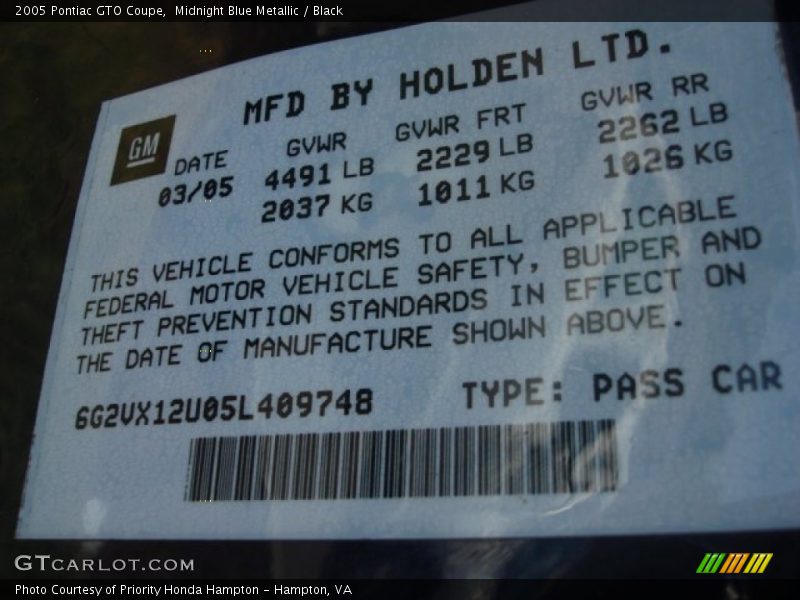 2005 Pontiac GTO Coupe,  Midnight Blue Metallic / Black
MFD BY HOLDEN LTD.
GM
DATE GVWR GVWR FRT GVWR RR
03/05 4491 LB 2229 LB 2262 LB
2037 KG 1011 KG 1026 KG
THIS VEHICLE CONFORMS TO ALL APPLICABLE
FEDERAL MOTOR VEHICLE SAFETY, BUMPER AND
THEFT PREVENTION STANDARDS IN EFFECT ON
THE DATE OF MANUFACTURE SHOWN ABOVE.
6G2VX12U05L409748 TYPE: PASS CAR
GTCARLOT.COM
Photo Courtesy of Priority Honda Hampton - Hampton, VA